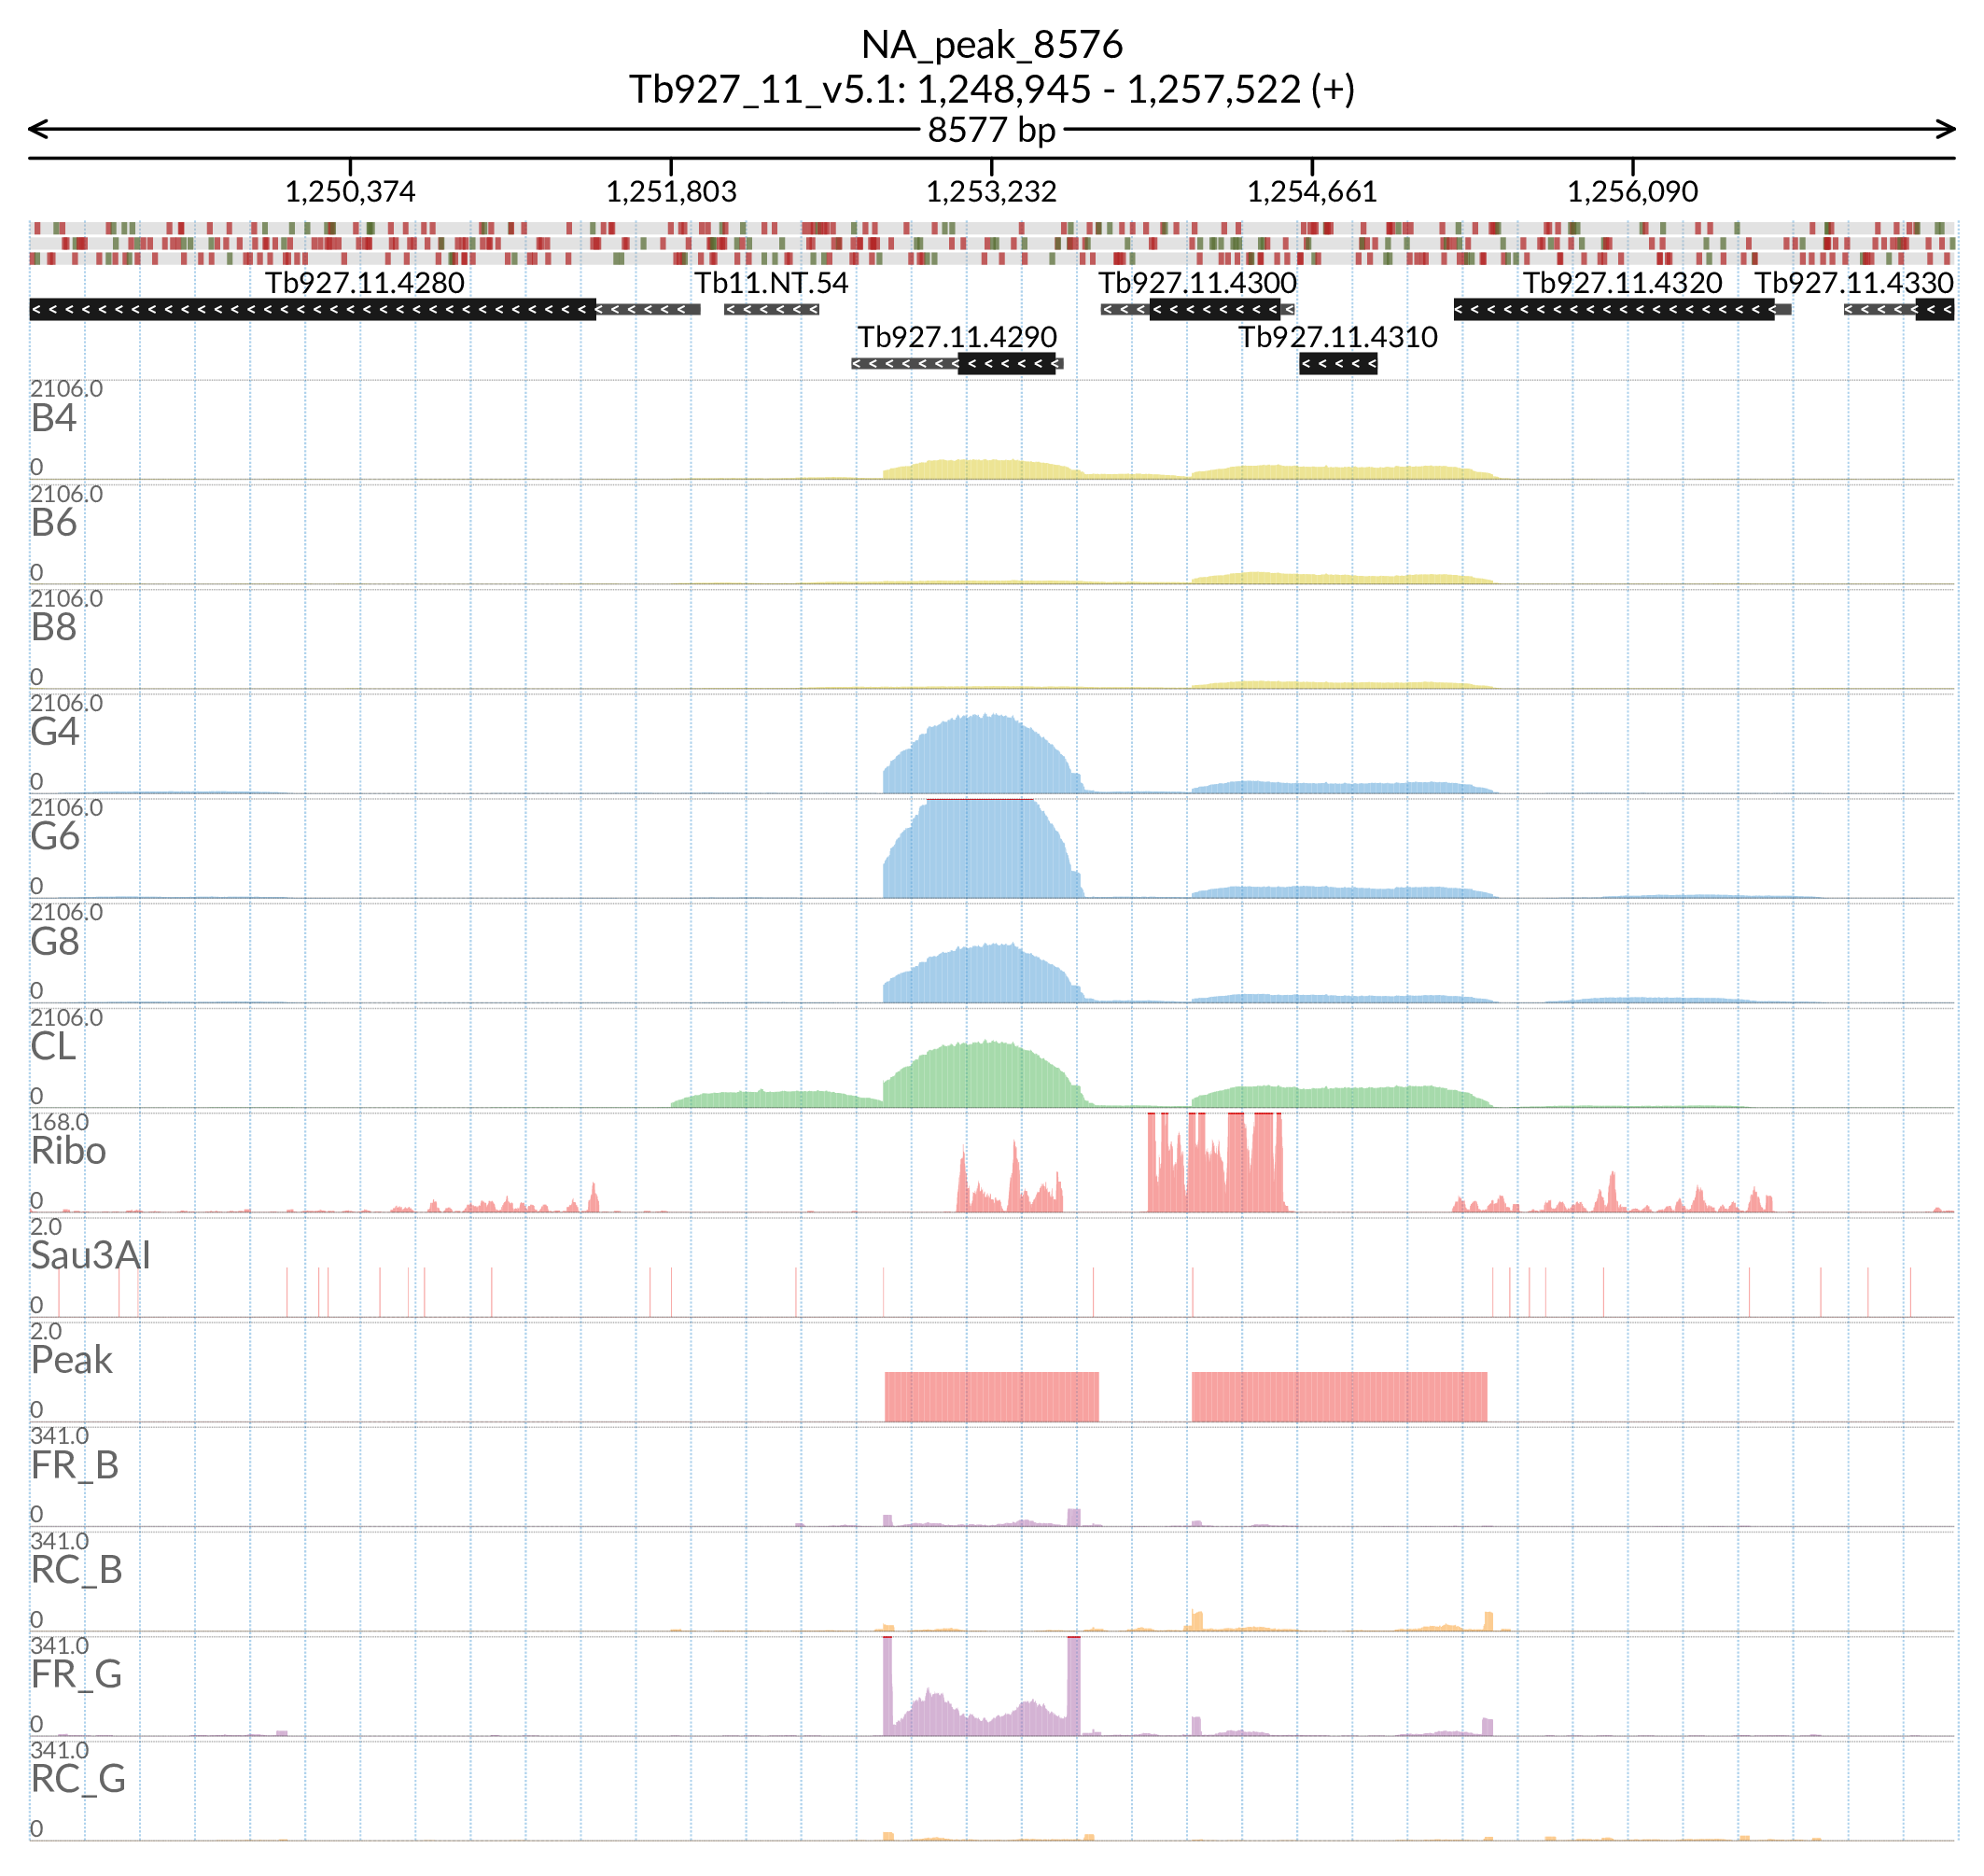 NA_peak_8576
Tb927_11_v5.1: 1,248,945 - 1,257,522 (+)
8577 bp
1,250,374 1,251,803 1,253,232 1,254,661 1,256,090
Tb927.11.4280 Tb11.NT.54 Tb927.11.4300 Tb927.11.4320 Tb927.11.4330
Tb927.11.4290 Tb927.11.4310
2106.0
B4
0
2106.0
B6
0
2106.0
B8
0
2106.0
G4
0
2106.0
G6
0
2106.0
G8
0
2106.0
CL
0
168.0
Ribo
0
2.0
Sau3AI
0
2.0
Peak
0
341.0
FR_B
0
341.0
RC_B
0
341.0
FR_G
0
341.0
RC_G
0